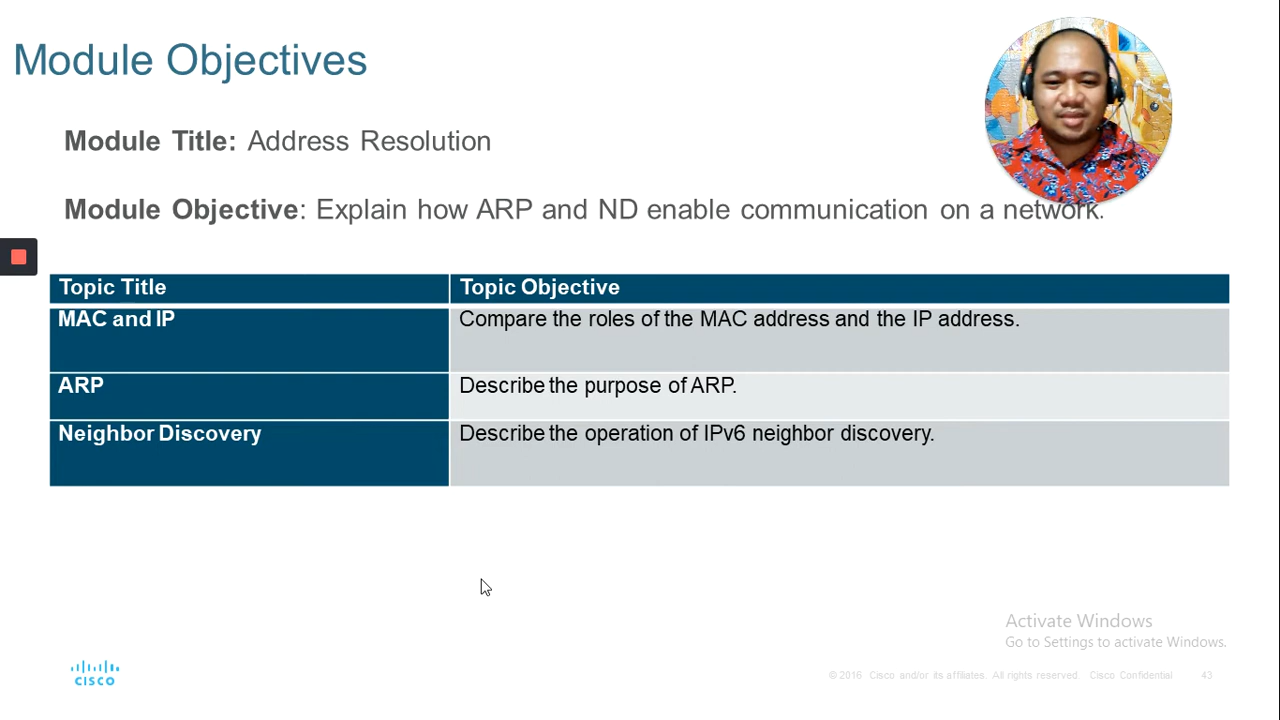 Module Objectives
Module Title: Address Resolution
Module Objective: Explain how ARP and ND enable communication on a network.
Topic Title Topic Objective
MAC and IP Compare the roles of the MAC address and the IP address.
ARP Describe the purpose of ARP.
Neighbor Discovery Describe the operation of IPv6 neighbor discovery.
Activate Windows
Go to Settings to activate Windows.
CISCO
© 2016 Cisco and/or its affiliates. All rights reserved. Cisco Confidential 43